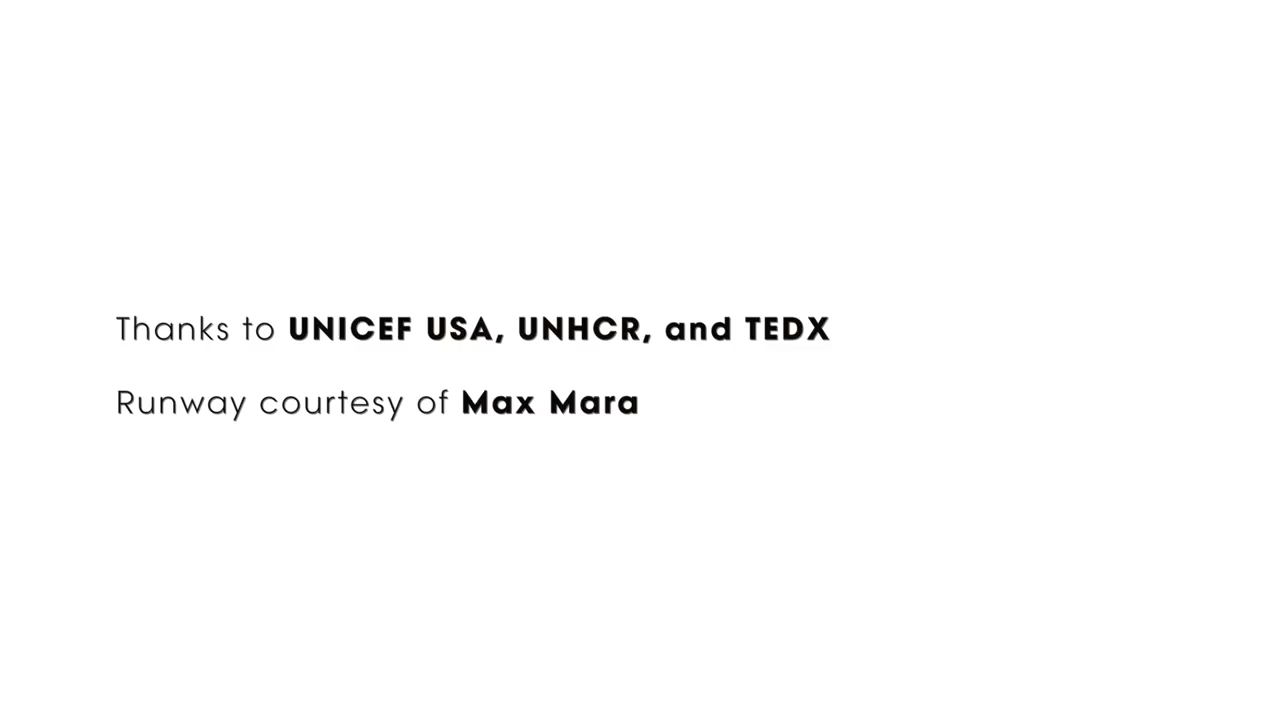 Thanks to UNICEF USA, UNHCR, and TEDX
Runway courtesy of Max Mara